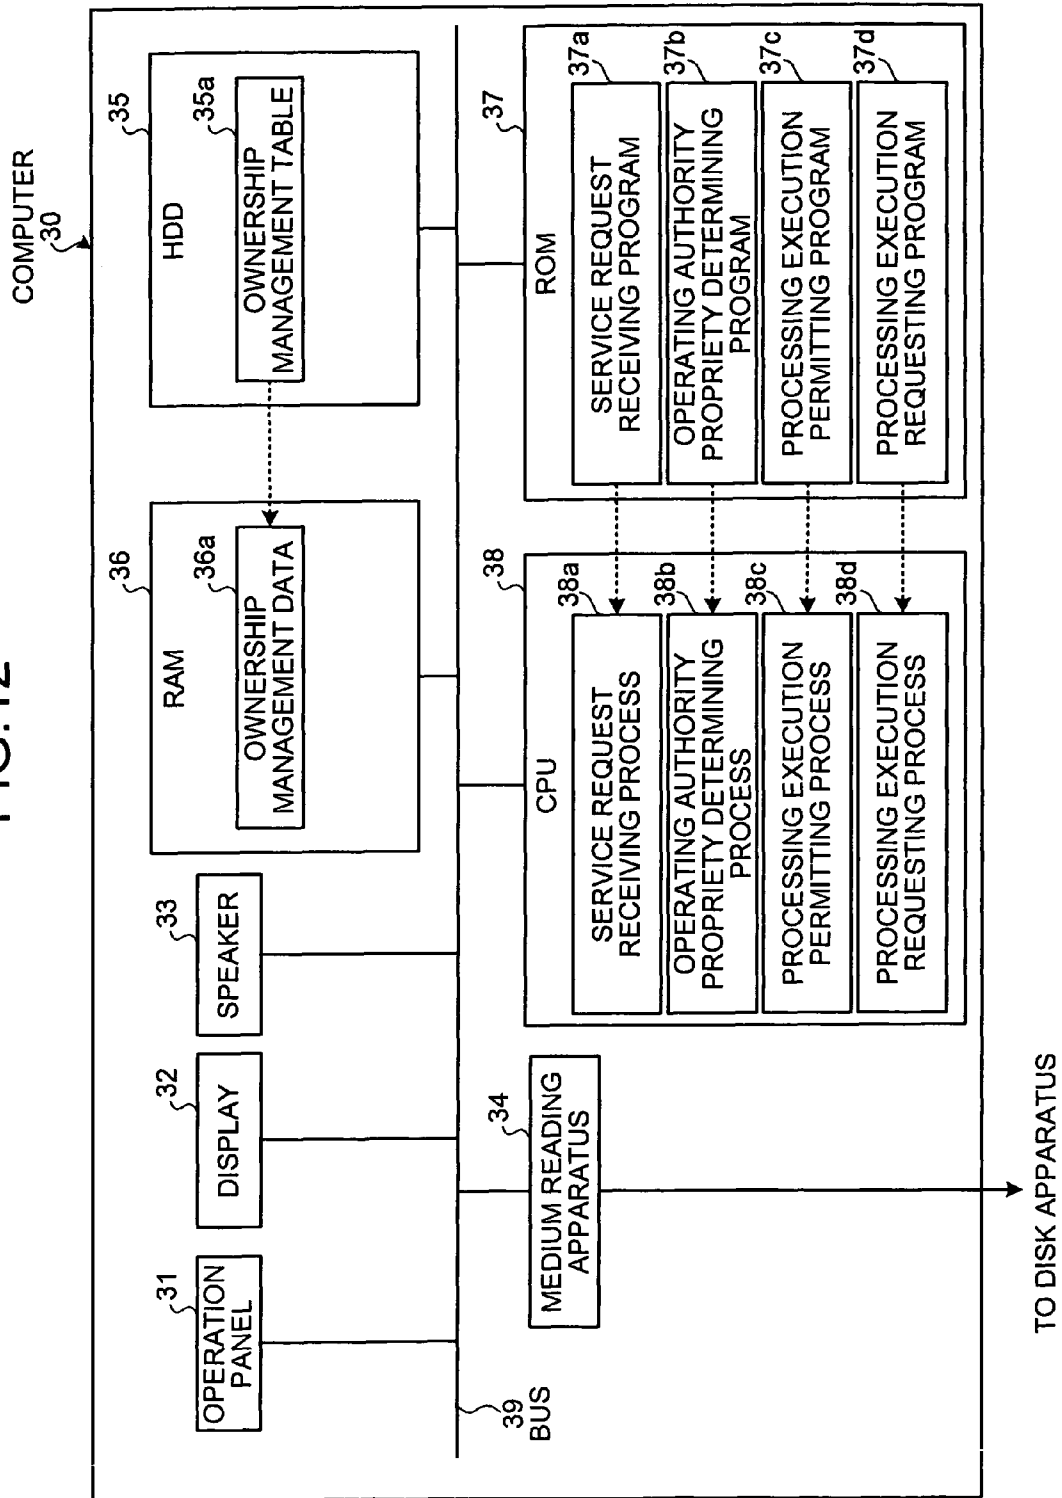 COMPUTER
30
OPERATION
PANEL
31
DISPLAY
32
SPEAKER
33
RAM
36
OWNERSHIP
MANAGEMENT DATA
36a
HDD
35
OWNERSHIP
MANAGEMENT TABLE
35a
39
BUS
MEDIUM READING
APPARATUS
34
CPU
38
SERVICE REQUEST
RECEIVING PROCESS
38a
OPERATING AUTHORITY
PROPRIETY DETERMINING
PROCESS
38b
PROCESSING EXECUTION
PERMITTING PROCESS
38c
PROCESSING EXECUTION
REQUESTING PROCESS
38d
ROM
37
SERVICE REQUEST
RECEIVING PROGRAM
37a
OPERATING AUTHORITY
PROPRIETY DETERMINING
PROGRAM
37b
PROCESSING EXECUTION
PERMITTING PROGRAM
37c
PROCESSING EXECUTION
REQUESTING PROGRAM
37d
TO DISK APPARATUS